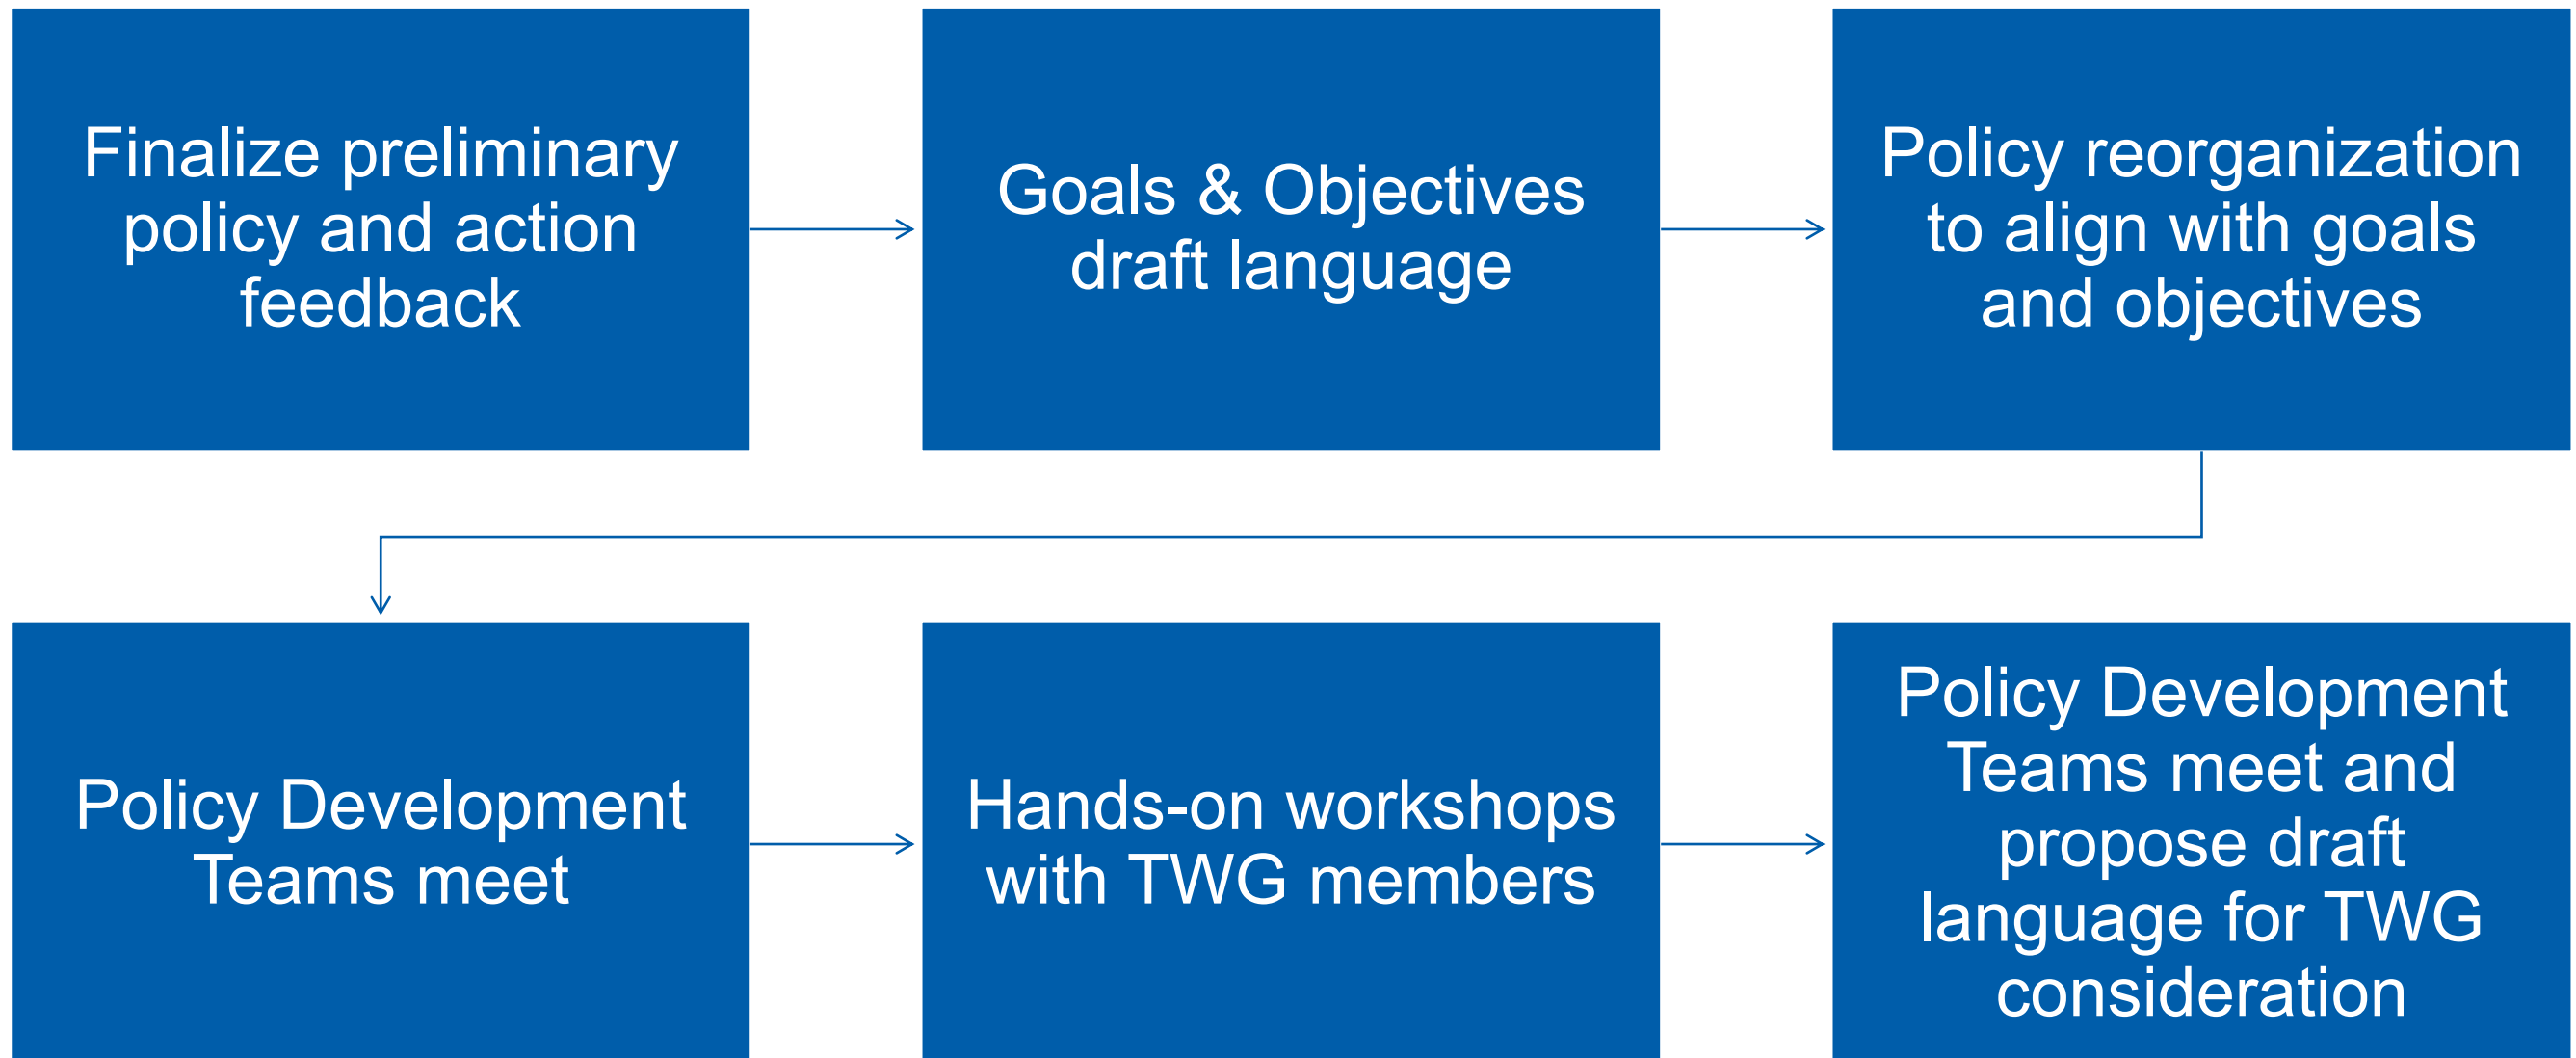 Finalize preliminary
policy and action
feedback
Goals & Objectives
draft language
Policy reorganization
to align with goals
and objectives
Policy Development
Teams meet
Hands-on workshops
with TWG members
Policy Development
Teams meet and
propose draft
language for TWG
consideration